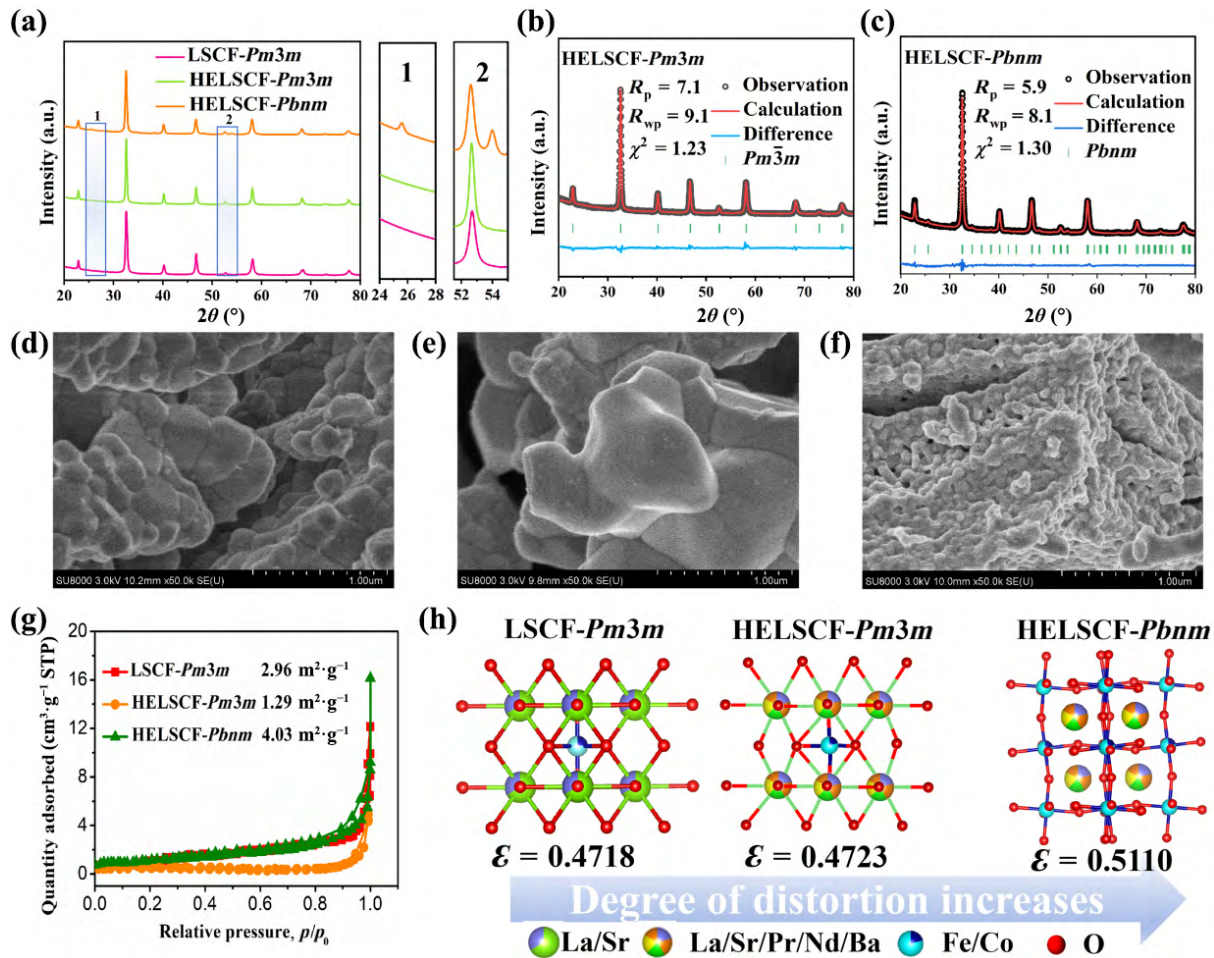 (a)
LSCF-Pm3m
HELSCF-Pm3m
HELSCF-Pbnm
1
2
Intensity (a.u.)
20 30 40 50 60 70 80
1
24 28
2
52 54
2θ (°)
(b)
HELSCF-Pm3m
Rp = 7.1
Rwp = 9.1
χ² = 1.23
Observation
Calculation
Difference
Pm3̄m
Intensity (a.u.)
20 30 40 50 60 70 80
2θ (°)
(c)
HELSCF-Pbnm
Rp = 5.9
Rwp = 8.1
χ² = 1.30
Observation
Calculation
Difference
Pbnm
Intensity (a.u.)
20 30 40 50 60 70 80
2θ (°)
(d)
SU8000 3.0kV 10.2mm x50.0k SE(U)
1.00um
(e)
SU8000 3.0kV 9.8mm x50.0k SE(U)
1.00um
(f)
SU8000 3.0kV 10.0mm x50.0k SE(U)
1.00um
(g)
Quantity adsorbed (cm³·g⁻¹ STP)
20
16
12
8
4
0
LSCF-Pm3m 2.96 m²·g⁻¹
HELSCF-Pm3m 1.29 m²·g⁻¹
HELSCF-Pbnm 4.03 m²·g⁻¹
0.0 0.2 0.4 0.6 0.8 1.0
Relative pressure, p/p₀
(h)
LSCF-Pm3m
HELSCF-Pm3m
HELSCF-Pbnm
ℰ = 0.4718
ℰ = 0.4723
ℰ = 0.5110
Degree of distortion increases
La/Sr
La/Sr/Pr/Nd/Ba
Fe/Co
O